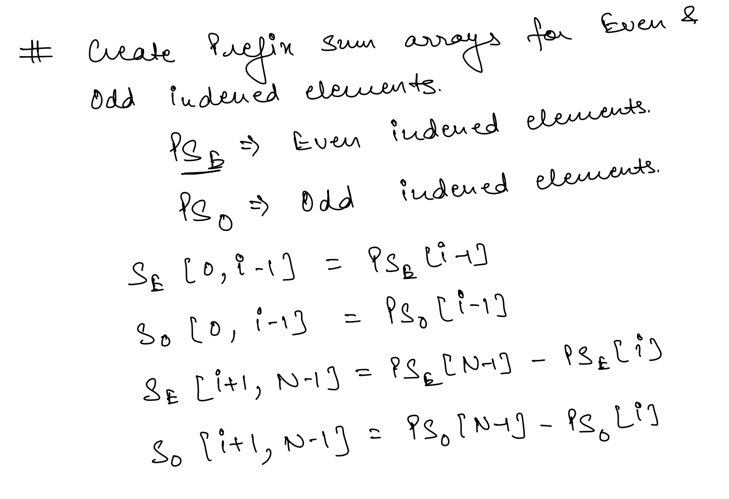 # Create Prefix sum arrays for Even &
Odd indexed elements.
PS_E => Even indexed elements.
PS_O => Odd indexed elements.
S_E [0, i-1] = PS_E [i-1]
S_O [0, i-1] = PS_O [i-1]
S_E [i+1, N-1] = PS_E [N-1] - PS_E [i]
S_O [i+1, N-1] = PS_O [N-1] - PS_O [i]